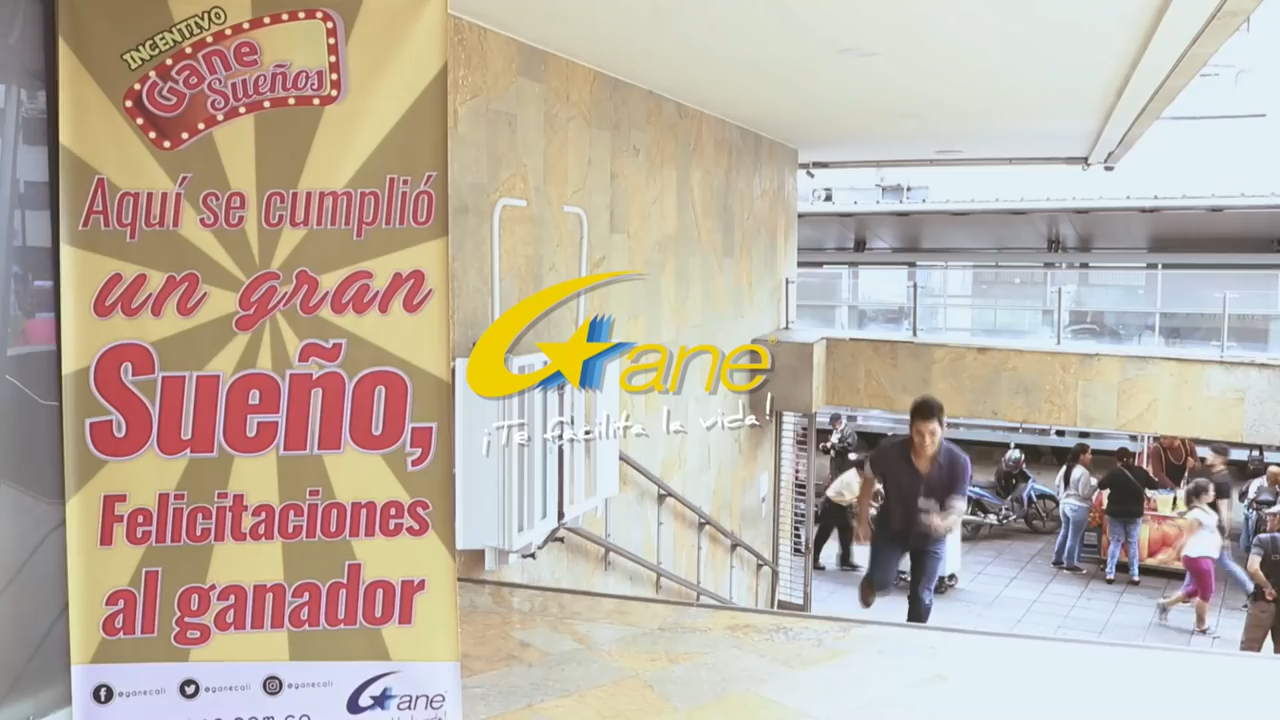 INCENTIVO
Gane
Sueños
Aquí se cumplió
un gran
Sueño,
Felicitaciones
al ganador
@ganecali @ganecali @ganecali
Gane
Gane
¡Te facilita la vida!